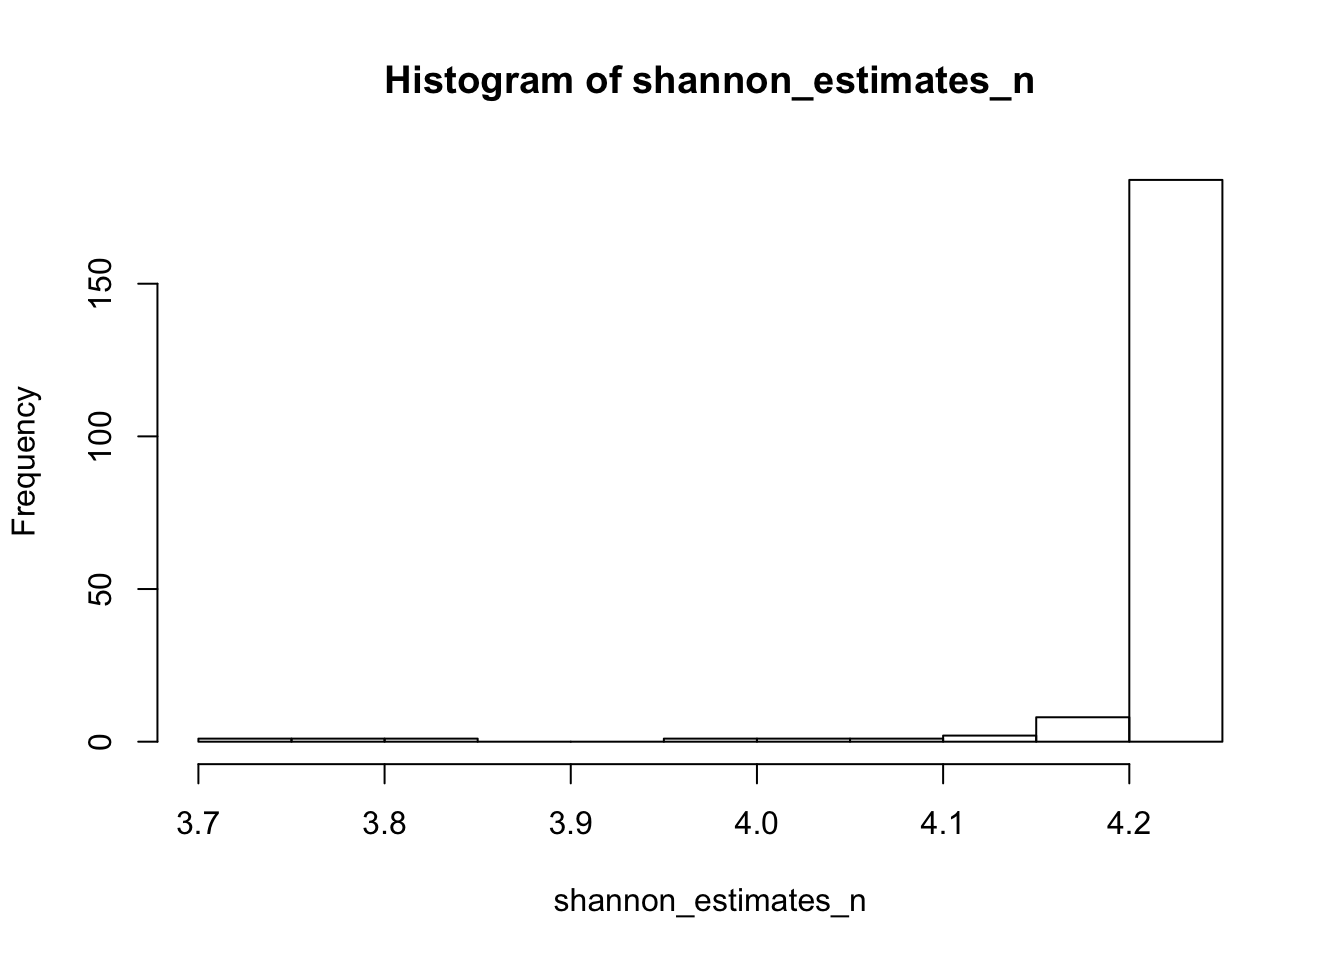 Histogram of shannon_estimates_n
Frequency
150
100
50
0
3.7 3.8 3.9 4.0 4.1 4.2
shannon_estimates_n